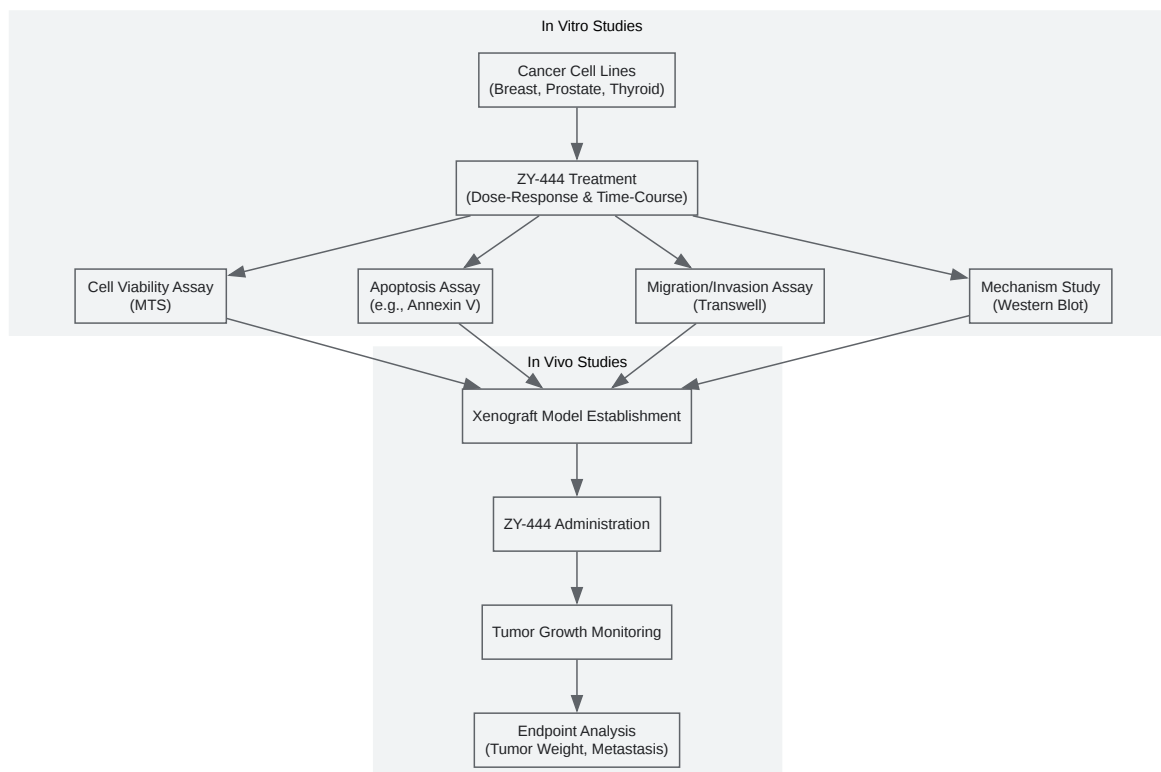 In Vitro Studies
Cancer Cell Lines
(Breast, Prostate, Thyroid)
ZY-444 Treatment
(Dose-Response & Time-Course)
Cell Viability Assay
(MTS)
Apoptosis Assay
(e.g., Annexin V)
Migration/Invasion Assay
(Transwell)
Mechanism Study
(Western Blot)
In Vivo Studies
Xenograft Model Establishment
ZY-444 Administration
Tumor Growth Monitoring
Endpoint Analysis
(Tumor Weight, Metastasis)